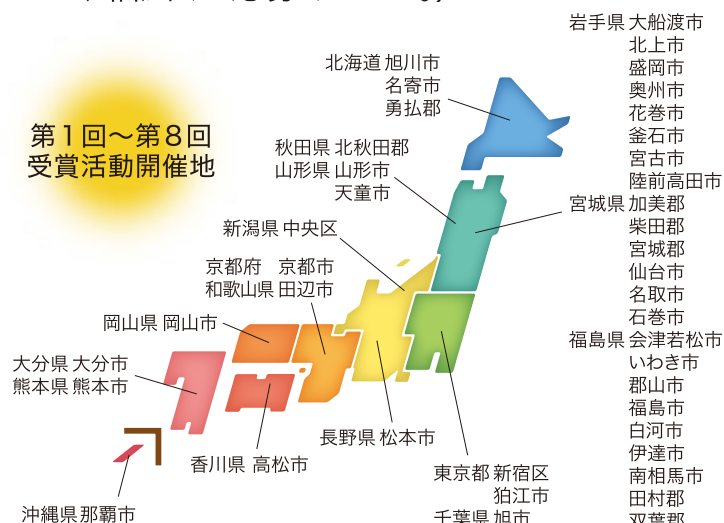 第1回～第8回
受賞活動開催地
北海道 旭川市
名寄市
勇払郡
秋田県 北秋田郡
山形県 山形市
天童市
新潟県 中央区
京都府 京都市
和歌山県 田辺市
岡山県 岡山市
大分県 大分市
熊本県 熊本市
沖縄県 那覇市
香川県 高松市
長野県 松本市
東京都 新宿区
狛江市
千葉県 旭市
岩手県 大船渡市
北上市
盛岡市
奥州市
花巻市
釜石市
宮古市
陸前高田市
宮城県 加美郡
柴田郡
宮城郡
仙台市
名取市
石巻市
福島県 会津若松市
いわき市
郡山市
福島市
白河市
伊達市
南相馬市
田村郡
双葉郡